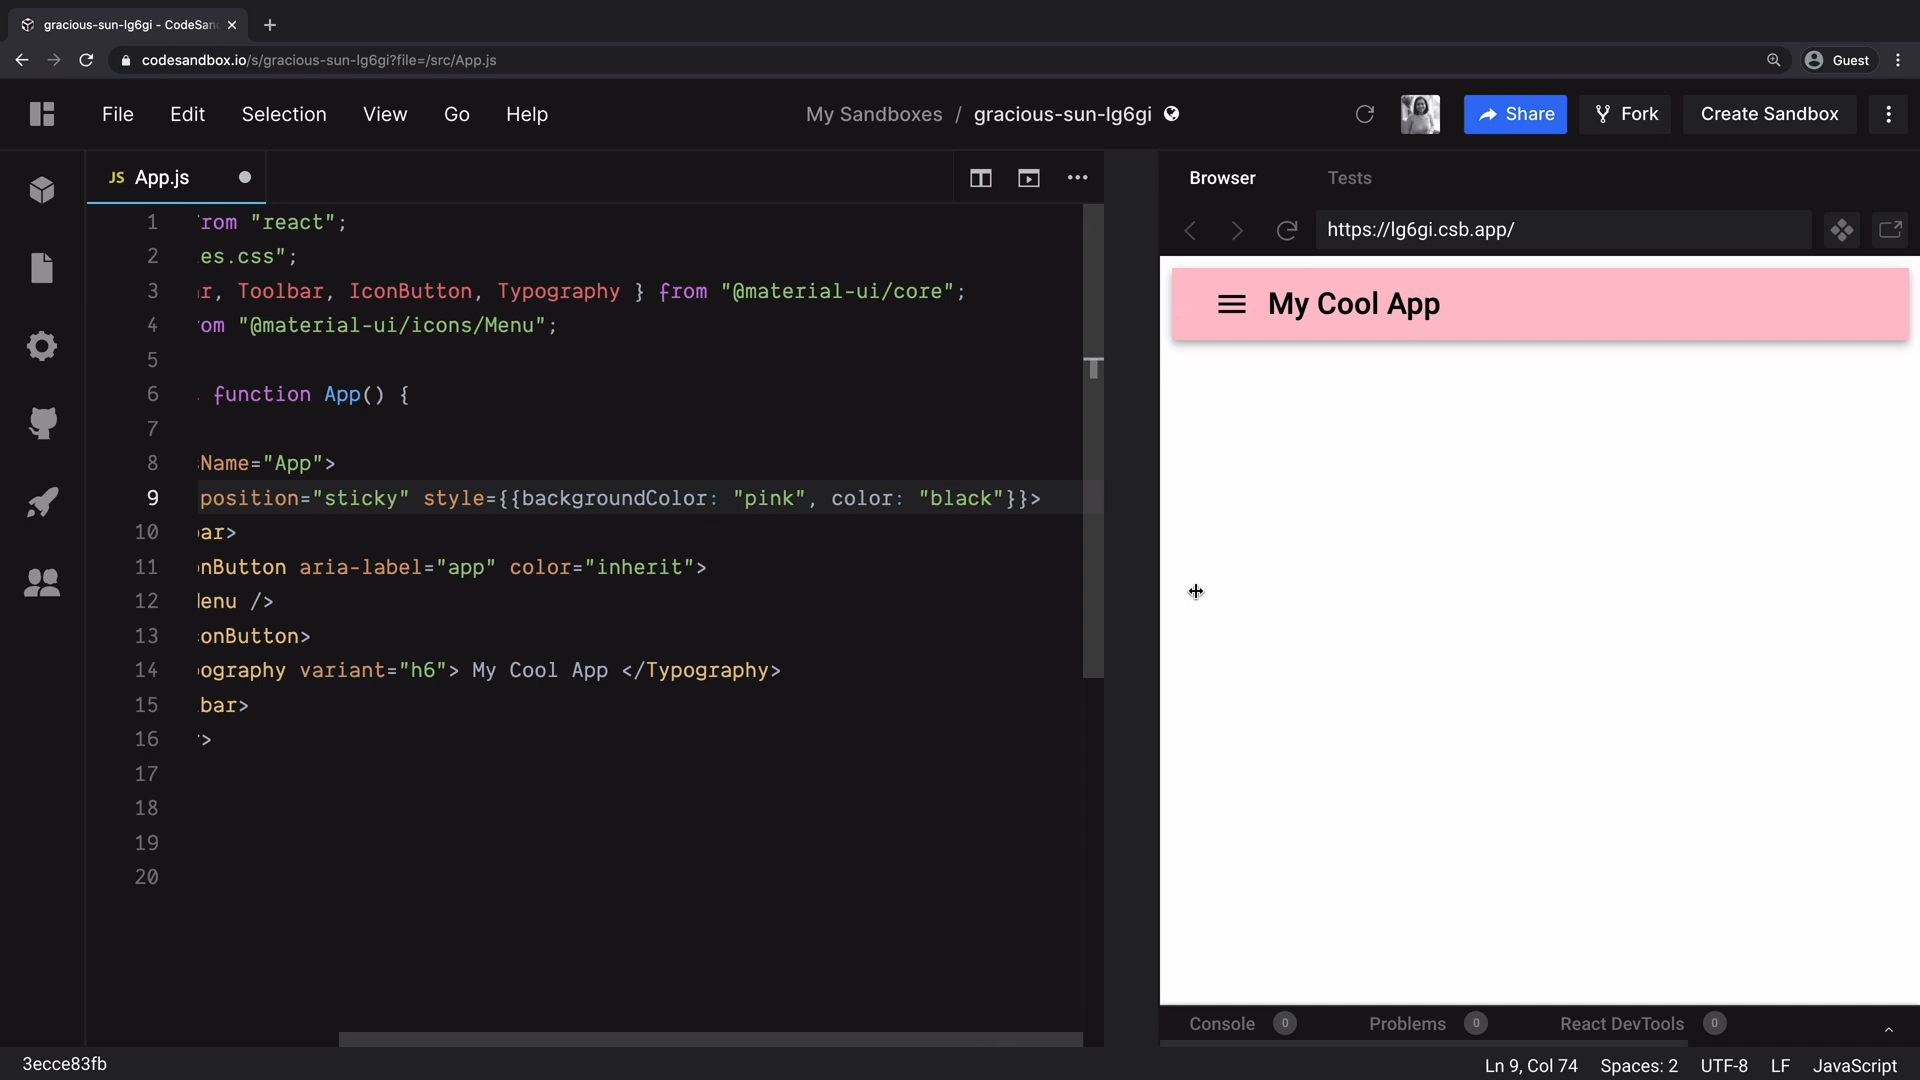 gracious-sun-lg6gi - CodeSan
codesandbox.io/s/gracious-sun-lg6gi?file=/src/App.js
Guest
File Edit Selection View Go Help
My Sandboxes / gracious-sun-lg6gi
Share
Fork
Create Sandbox
JS App.js
Browser
Tests
https://lg6gi.csb.app/
1 rom "react";
2 es.css";
3 r, Toolbar, IconButton, Typography } from "@material-ui/core";
4 om "@material-ui/icons/Menu";
5
6 function App() {
7
8 Name="App">
9 position="sticky" style={{backgroundColor: "pink", color: "black"}}>
10 ar>
11 nButton aria-label="app" color="inherit">
12 enu />
13 onButton>
14 ography variant="h6"> My Cool App </Typography>
15 bar>
16 >
17
18
19
20
My Cool App
Console 0
Problems 0
React DevTools 0
3ecce83fb
Ln 9, Col 74 Spaces: 2 UTF-8 LF JavaScript